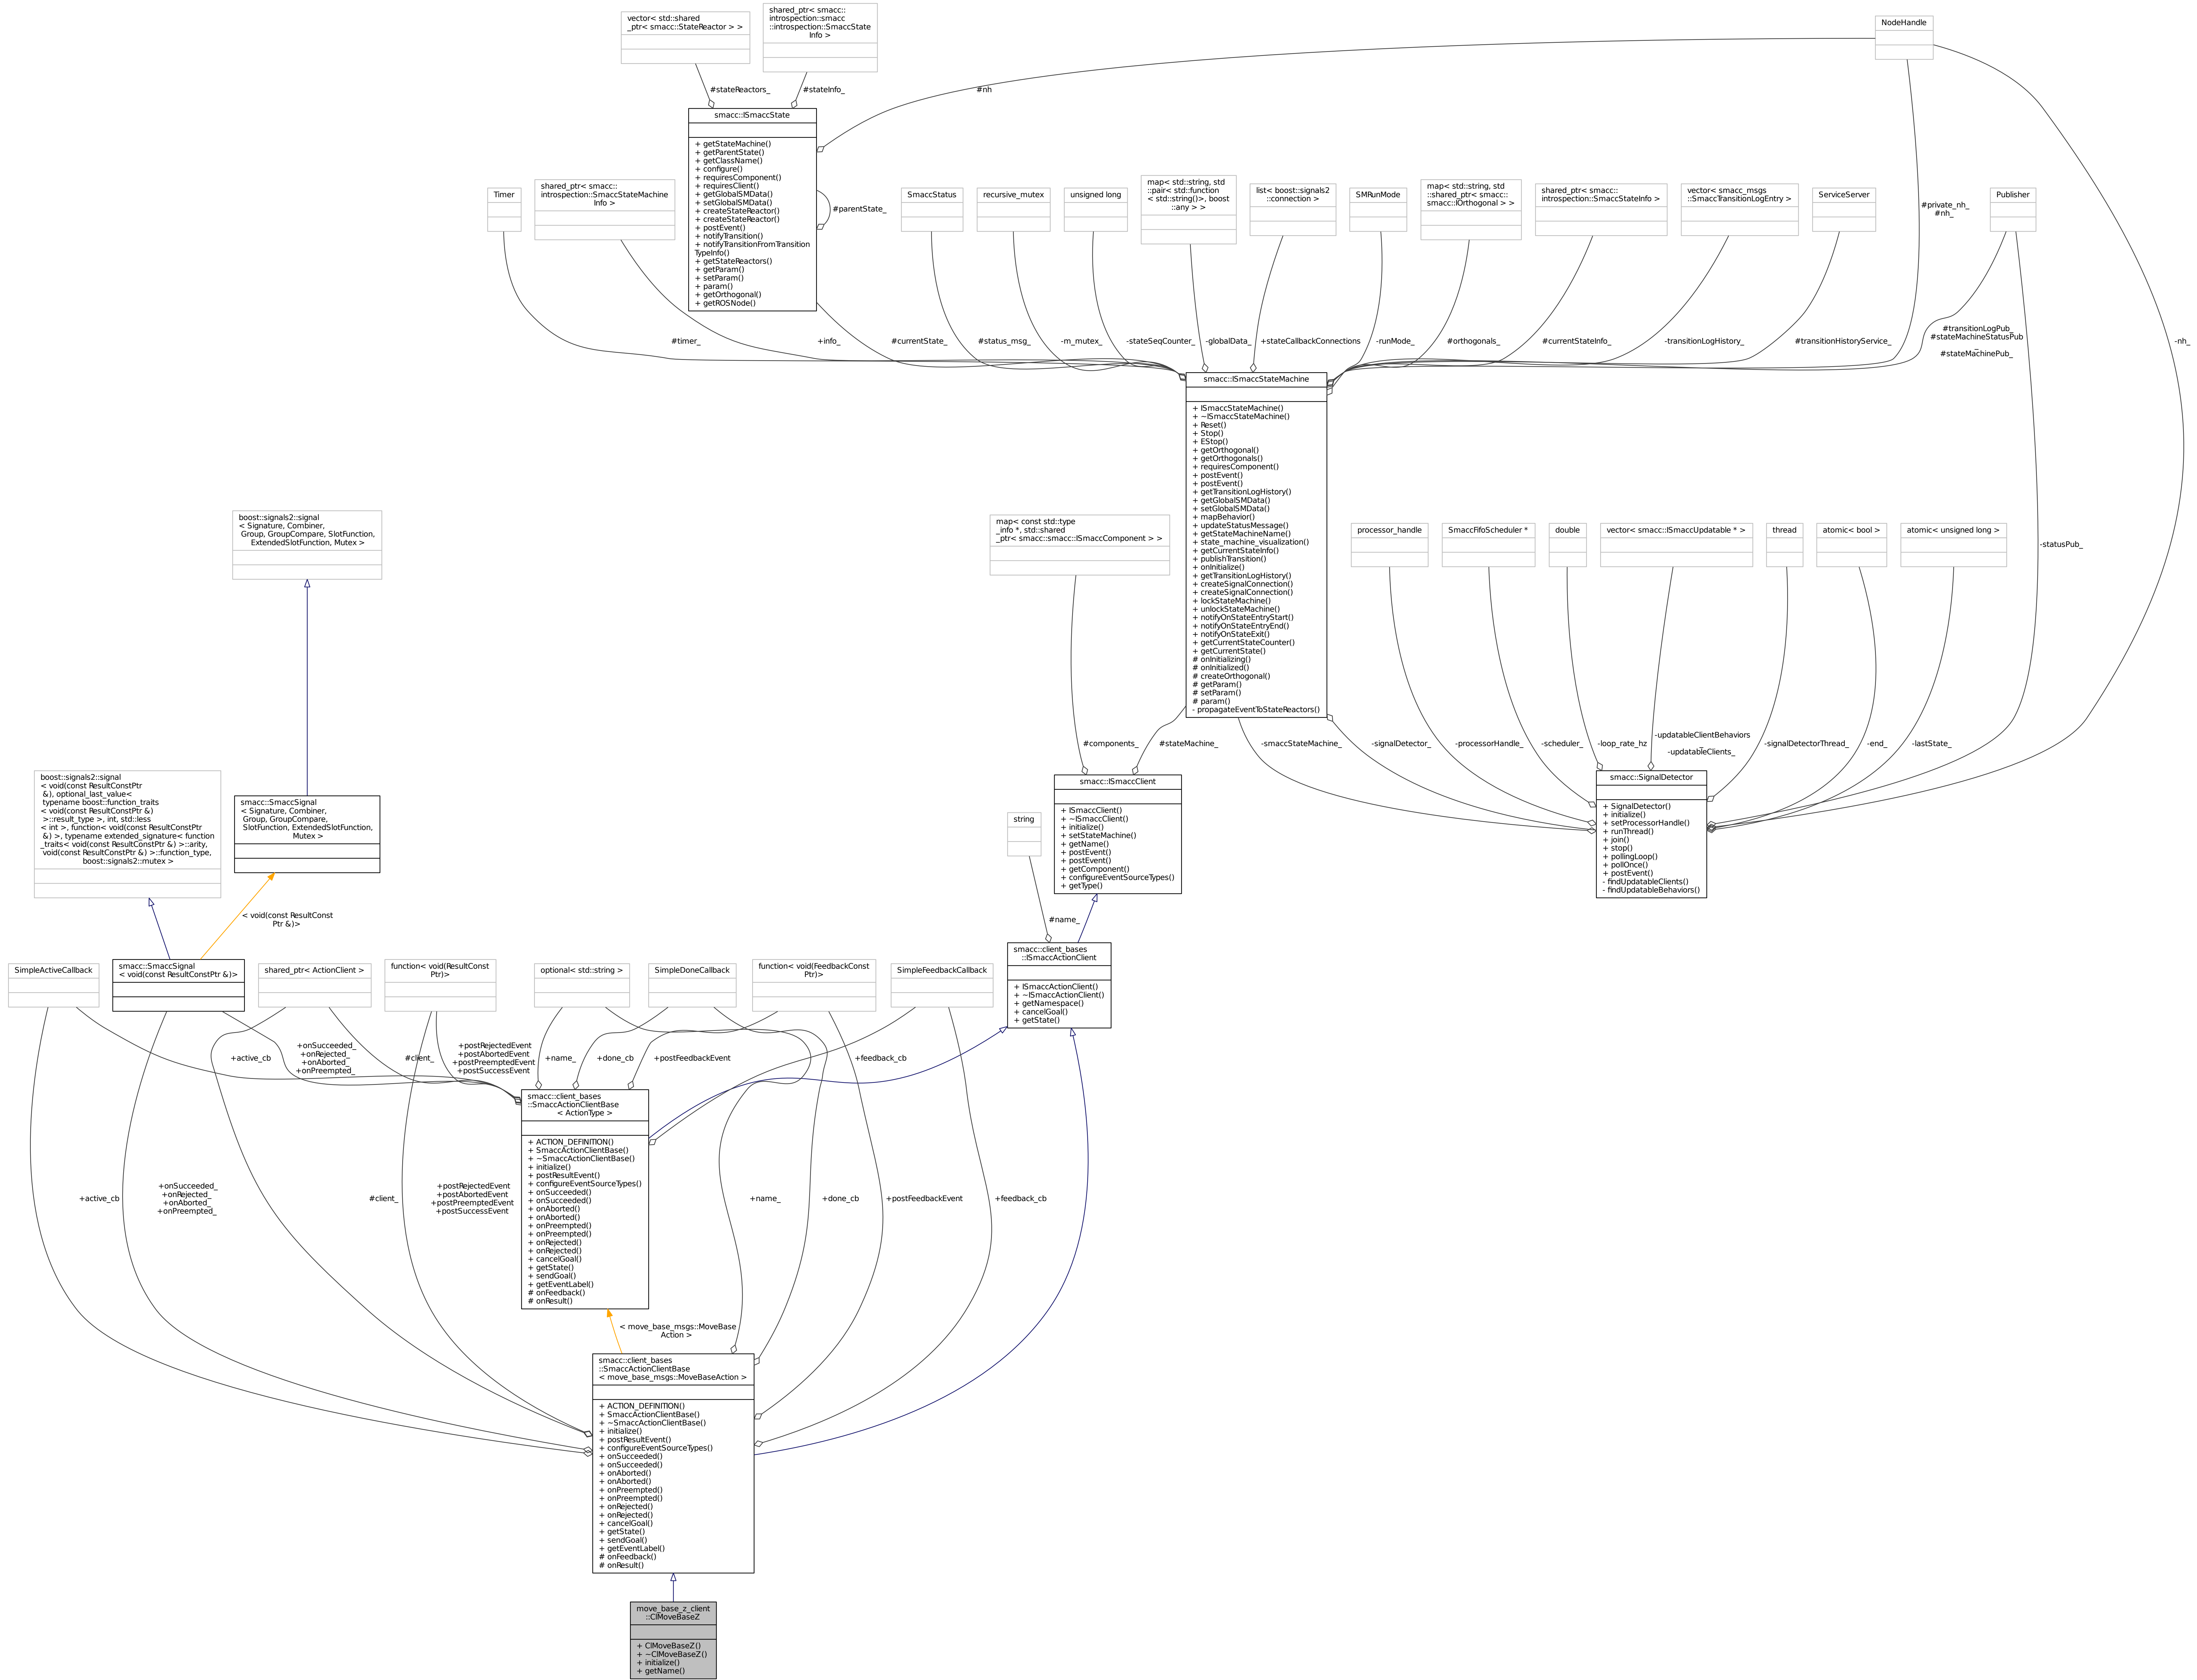 vector< std::shared
_ptr< smacc::StateReactor > >
shared_ptr< smacc::
introspection::smacc
::introspection::SmaccState
Info >
NodeHandle
#stateReactors_
#stateInfo_
#nh
smacc::ISmaccState
+ getStateMachine()
+ getParentState()
+ getClassName()
+ configure()
+ requiresComponent()
+ requiresClient()
+ getGlobalSMData()
+ setGlobalSMData()
+ createStateReactor()
+ createStateReactor()
+ postEvent()
+ notifyTransition()
+ notifyTransitionFromTransition
TypeInfo()
+ getStateReactors()
+ getParam()
+ setParam()
+ param()
+ getOrthogonal()
+ getROSNode()
#parentState_
Timer
shared_ptr< smacc::
introspection::SmaccStateMachine
Info >
SmaccStatus
recursive_mutex
unsigned long
map< std::string, std
::pair< std::function
< std::string()>, boost
::any > >
list< boost::signals2
::connection >
SMRunMode
map< std::string, std
::shared_ptr< smacc::
smacc::IOrthogonal > >
shared_ptr< smacc::
introspection::SmaccStateInfo >
vector< smacc_msgs
::SmaccTransitionLogEntry >
ServiceServer
Publisher
#private_nh_
#nh_
#timer_
+info_
#currentState_
#status_msg_
-m_mutex_
-stateSeqCounter_
-globalData_
+stateCallbackConnections
-runMode_
#orthogonals_
#currentStateInfo_
-transitionLogHistory_
#transitionHistoryService_
#transitionLogPub_
#stateMachineStatusPub
_
#stateMachinePub_
-nh_
smacc::ISmaccStateMachine
+ ISmaccStateMachine()
+ ~ISmaccStateMachine()
+ Reset()
+ Stop()
+ EStop()
+ getOrthogonal()
+ getOrthogonals()
+ requiresComponent()
+ postEvent()
+ postEvent()
+ getTransitionLogHistory()
+ getGlobalSMData()
+ setGlobalSMData()
+ mapBehavior()
+ updateStatusMessage()
+ getStateMachineName()
+ state_machine_visualization()
+ getCurrentStateInfo()
+ publishTransition()
+ onInitialize()
+ getTransitionLogHistory()
+ createSignalConnection()
+ createSignalConnection()
+ lockStateMachine()
+ unlockStateMachine()
+ notifyOnStateEntryStart()
+ notifyOnStateEntryEnd()
+ notifyOnStateExit()
+ getCurrentStateCounter()
+ getCurrentState()
# onInitializing()
# onInitialized()
# createOrthogonal()
# getParam()
# setParam()
# param()
- propagateEventToStateReactors()
boost::signals2::signal
< Signature, Combiner,
Group, GroupCompare, SlotFunction,
ExtendedSlotFunction, Mutex >
map< const std::type
_info *, std::shared
_ptr< smacc::smacc::ISmaccComponent > >
processor_handle
SmaccFifoScheduler *
double
vector< smacc::ISmaccUpdatable * >
thread
atomic< bool >
atomic< unsigned long >
-statusPub_
#components_
#stateMachine_
-smaccStateMachine_
-signalDetector_
-processorHandle_
-scheduler_
-loop_rate_hz
-updatableClientBehaviors
_
-updatableClients_
-signalDetectorThread_
-end_
-lastState_
boost::signals2::signal
< void(const ResultConstPtr
&), optional_last_value<
typename boost::function_traits
< void(const ResultConstPtr &)
>::result_type >, int, std::less
< int >, function< void(const ResultConstPtr
&) >, typename extended_signature< function
_traits< void(const ResultConstPtr &) >::arity,
void(const ResultConstPtr &) >::function_type,
boost::signals2::mutex >
smacc::SmaccSignal
< Signature, Combiner,
Group, GroupCompare,
SlotFunction, ExtendedSlotFunction,
Mutex >
string
smacc::ISmaccClient
+ ISmaccClient()
+ ~ISmaccClient()
+ initialize()
+ setStateMachine()
+ getName()
+ postEvent()
+ postEvent()
+ getComponent()
+ configureEventSourceTypes()
+ getType()
smacc::SignalDetector
+ SignalDetector()
+ initialize()
+ setProcessorHandle()
+ runThread()
+ join()
+ stop()
+ pollingLoop()
+ pollOnce()
+ postEvent()
- findUpdatableClients()
- findUpdatableBehaviors()
< void(const ResultConst
Ptr &)>
#name_
SimpleActiveCallback
smacc::SmaccSignal
< void(const ResultConstPtr &)>
shared_ptr< ActionClient >
function< void(ResultConst
Ptr)>
optional< std::string >
SimpleDoneCallback
function< void(FeedbackConst
Ptr)>
SimpleFeedbackCallback
smacc::client_bases
::ISmaccActionClient
+ ISmaccActionClient()
+ ~ISmaccActionClient()
+ getNamespace()
+ cancelGoal()
+ getState()
+active_cb
+onSucceeded_
+onRejected_
+onAborted_
+onPreempted_
#client_
+postRejectedEvent
+postAbortedEvent
+postPreemptedEvent
+postSuccessEvent
+name_
+done_cb
+postFeedbackEvent
+feedback_cb
smacc::client_bases
::SmaccActionClientBase
< ActionType >
+ ACTION_DEFINITION()
+ SmaccActionClientBase()
+ ~SmaccActionClientBase()
+ initialize()
+ postResultEvent()
+ configureEventSourceTypes()
+ onSucceeded()
+ onSucceeded()
+ onAborted()
+ onAborted()
+ onPreempted()
+ onPreempted()
+ onRejected()
+ onRejected()
+ cancelGoal()
+ getState()
+ sendGoal()
+ getEventLabel()
# onFeedback()
# onResult()
+active_cb
+onSucceeded_
+onRejected_
+onAborted_
+onPreempted_
#client_
+postRejectedEvent
+postAbortedEvent
+postPreemptedEvent
+postSuccessEvent
+name_
+done_cb
+postFeedbackEvent
+feedback_cb
< move_base_msgs::MoveBase
Action >
smacc::client_bases
::SmaccActionClientBase
< move_base_msgs::MoveBaseAction >
+ ACTION_DEFINITION()
+ SmaccActionClientBase()
+ ~SmaccActionClientBase()
+ initialize()
+ postResultEvent()
+ configureEventSourceTypes()
+ onSucceeded()
+ onSucceeded()
+ onAborted()
+ onAborted()
+ onPreempted()
+ onPreempted()
+ onRejected()
+ onRejected()
+ cancelGoal()
+ getState()
+ sendGoal()
+ getEventLabel()
# onFeedback()
# onResult()
move_base_z_client
::ClMoveBaseZ
+ ClMoveBaseZ()
+ ~ClMoveBaseZ()
+ initialize()
+ getName()